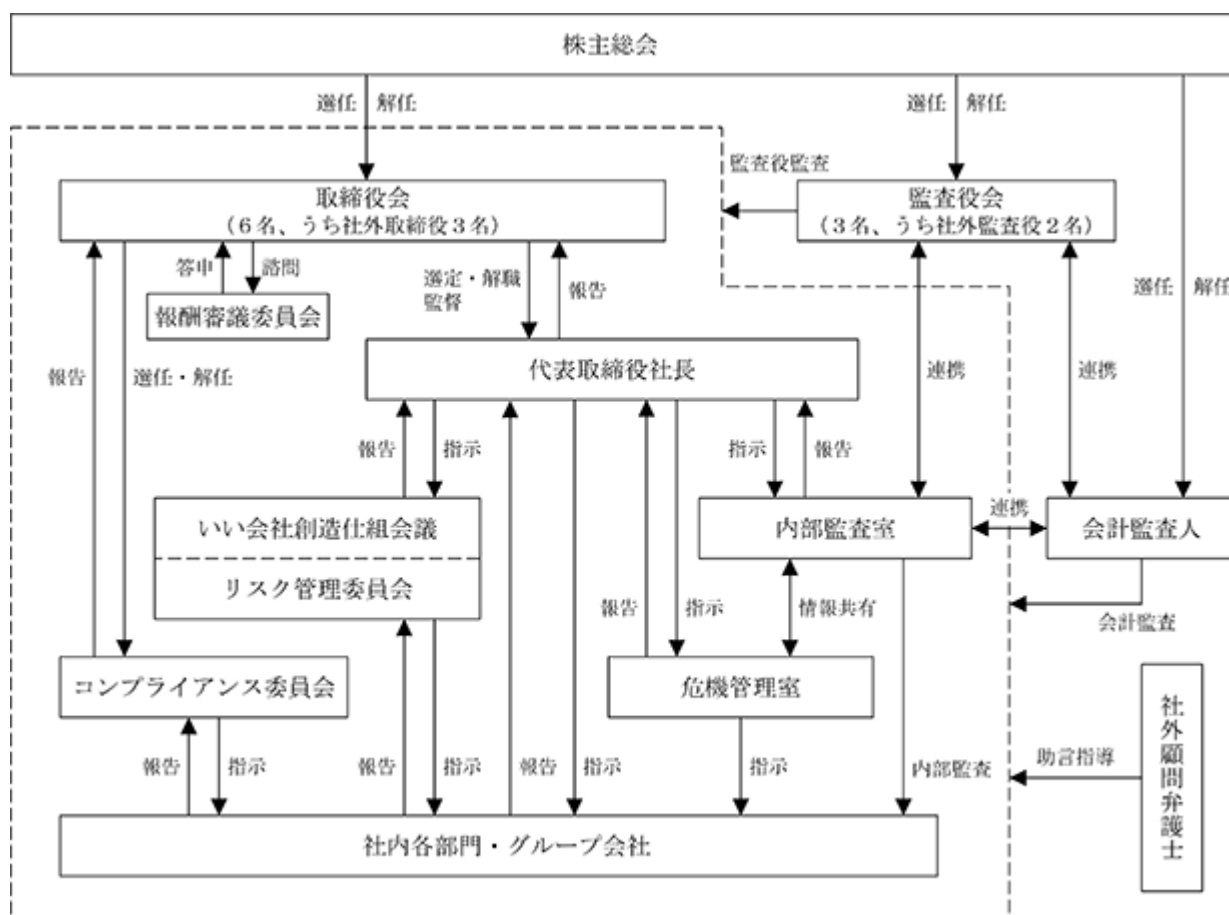 株主総会
選任 解任
選任 解任
選任 解任
監査役監査
取締役会
（6名、うち社外取締役3名）
監査役会
（3名、うち社外監査役2名）
答申
諮問
選定・解職
監督
報告
報酬審議委員会
報告
選任・解任
代表取締役社長
連携
連携
報告
指示
指示
報告
いい会社創造仕組会議
リスク管理委員会
内部監査室
連携
会計監査人
報告
指示
情報共有
会計監査
コンプライアンス委員会
危機管理室
社外顧問弁護士
報告
指示
報告
指示
報告
指示
指示
内部監査
助言指導
社内各部門・グループ会社